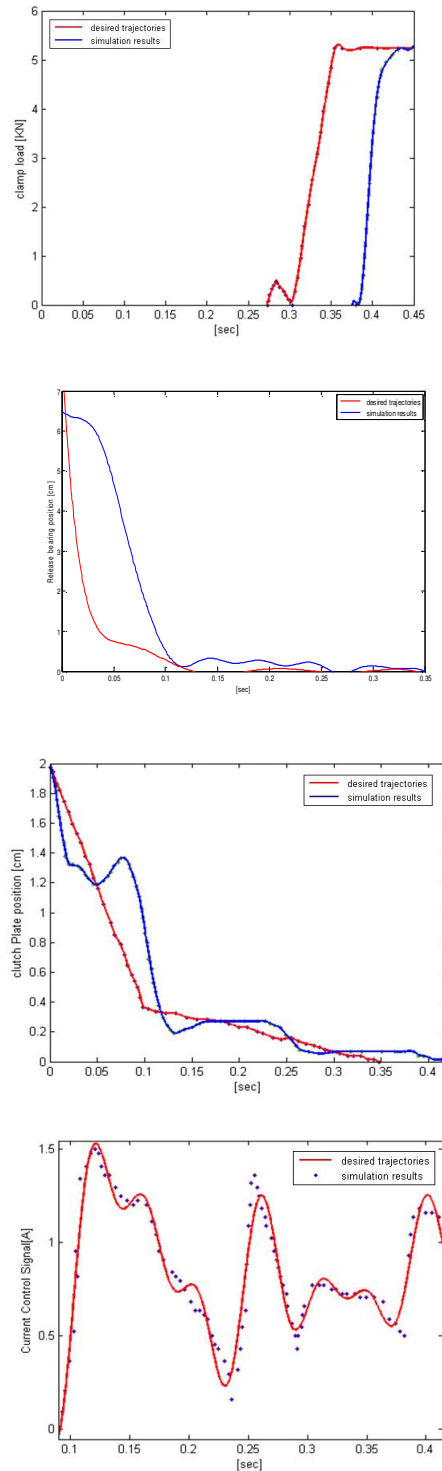 6
desired trajectories
simulation results
5
4
3
2
1
0
clamp load [KN]
0 0.05 0.1 0.15 0.2 0.25 0.3 0.35 0.4 0.45
[sec]
7
desired trajectories
simulation results
6
5
4
3
2
1
0
Release bearing position [cm]
0 0.05 0.1 0.15 0.2 0.25 0.3 0.35
[sec]
2
desired trajectories
simulation results
1.8
1.6
1.4
1.2
1
0.8
0.6
0.4
0.2
0
clutch Plate position [cm]
0 0.05 0.1 0.15 0.2 0.25 0.3 0.35 0.4
[sec]
1.5
desired trajectories
simulation results
1.0
0.5
0
Current Control Signal[A]
0.1 0.15 0.2 0.25 0.3 0.35 0.4
[sec]